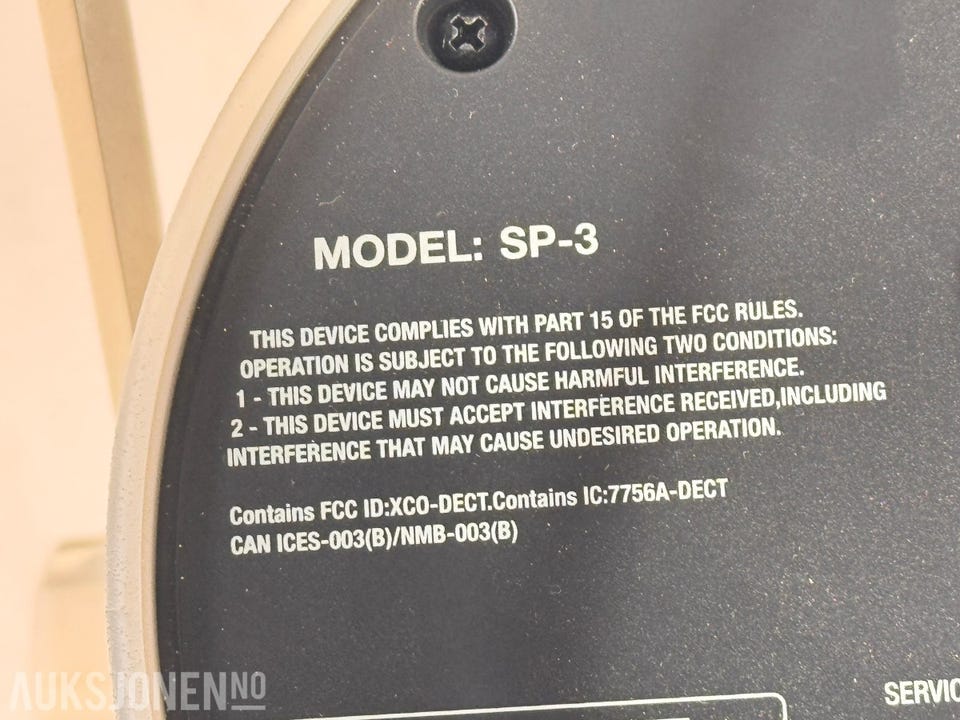 MODEL: SP-3
THIS DEVICE COMPLIES WITH PART 15 OF THE FCC RULES.
OPERATION IS SUBJECT TO THE FOLLOWING TWO CONDITIONS:
1 - THIS DEVICE MAY NOT CAUSE HARMFUL INTERFERENCE.
2 - THIS DEVICE MUST ACCEPT INTERFERENCE RECEIVED,INCLUDING
INTERFERENCE THAT MAY CAUSE UNDESIRED OPERATION.
Contains FCC ID:XCO-DECT.Contains IC:7756A-DECT
CAN ICES-003(B)/NMB-003(B)
AUKSJONEN.NO